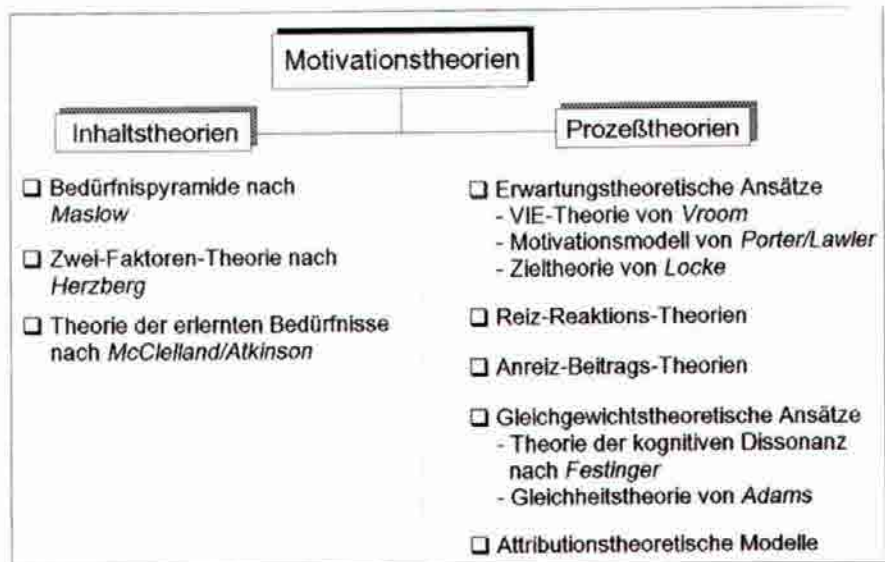 Motivationstheorien
Inhaltstheorien
❑ Bedürfnispyramide nach
Maslow
❑ Zwei-Faktoren-Theorie nach
Herzberg
❑ Theorie der erlernten Bedürfnisse
nach McClelland/Atkinson
Prozeßtheorien
❑ Erwartungstheoretische Ansätze
- VIE-Theorie von Vroom
- Motivationsmodell von Porter/Lawler
- Zieltheorie von Locke
❑ Reiz-Reaktions-Theorien
❑ Anreiz-Beitrags-Theorien
❑ Gleichgewichtstheoretische Ansätze
- Theorie der kognitiven Dissonanz
nach Festinger
- Gleichheitstheorie von Adams
❑ Attributionstheoretische Modelle